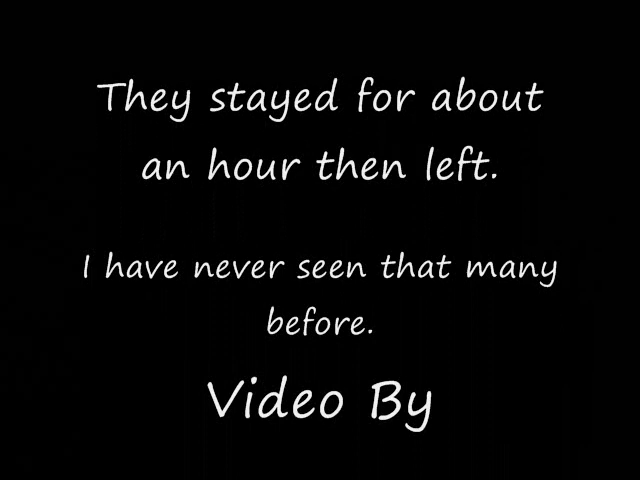 They stayed for about
an hour then left.
I have never seen that many
before.
Video By